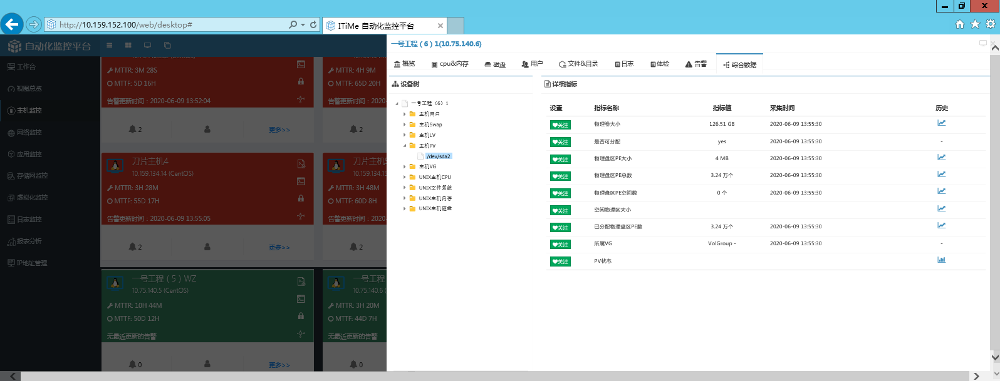 http://10.159.152.100/web/desktop#
ITiMe 自动化监控平台
自动化监控平台
工作台
视图总览
主机监控
网络监控
应用监控
存储网监控
虚拟化监控
日志监控
报表分析
IP地址管理
MTTR: 3M 28S
MTTF: 5D 16H
告警更新时间：2020-06-09 13:52:04
2
更多>>
MTTR: 4H 9M
MTTF: 65D 20H
告警更新时间：2020
2
刀片主机4
10.159.134.14 (CentOS)
MTTR: 3H 28M
MTTF: 55D 17H
告警更新时间：2020-06-09 13:55:05
2
更多>>
刀片主机
10.159.134.15
MTTR: 3H 48M
MTTF: 60D 8H
告警更新时间：2020
2
一号工程（5）WZ
10.75.140.5 (CentOS)
MTTR: 10H 44M
MTTF: 50D 12H
无最近更新的告警
0
更多>>
一号工程
10.75.140.6 (
MTTR: 3H 20M
MTTF: 44D 7H
无最近更新的告警
0
一号工程（6）1(10.75.140.6)
概览 cpu&内存 磁盘 用户 文件&目录 日志 体检 告警 综合数据
设备树
一号工程（6）1
主机网口
主机Swap
主机LV
主机PV
/dev/sda2
主机VG
UNIX主机CPU
UNIX文件系统
UNIX主机内存
UNIX主机磁盘
详细指标
设置 指标名称 指标值 采集时间 历史
关注 物理卷大小 126.51 GB 2020-06-09 13:55:30
关注 是否可分配 yes 2020-06-09 13:55:30 -
关注 物理盘区PE大小 4 MB 2020-06-09 13:55:30
关注 物理盘区PE总数 3.24 万个 2020-06-09 13:55:30
关注 物理盘区PE空闲数 0 个 2020-06-09 13:55:30
关注 空闲物理区大小
关注 已分配物理盘区PE数 3.24 万个 2020-06-09 13:55:30
关注 所属VG VolGroup - 2020-06-09 13:55:30 -
关注 PV状态